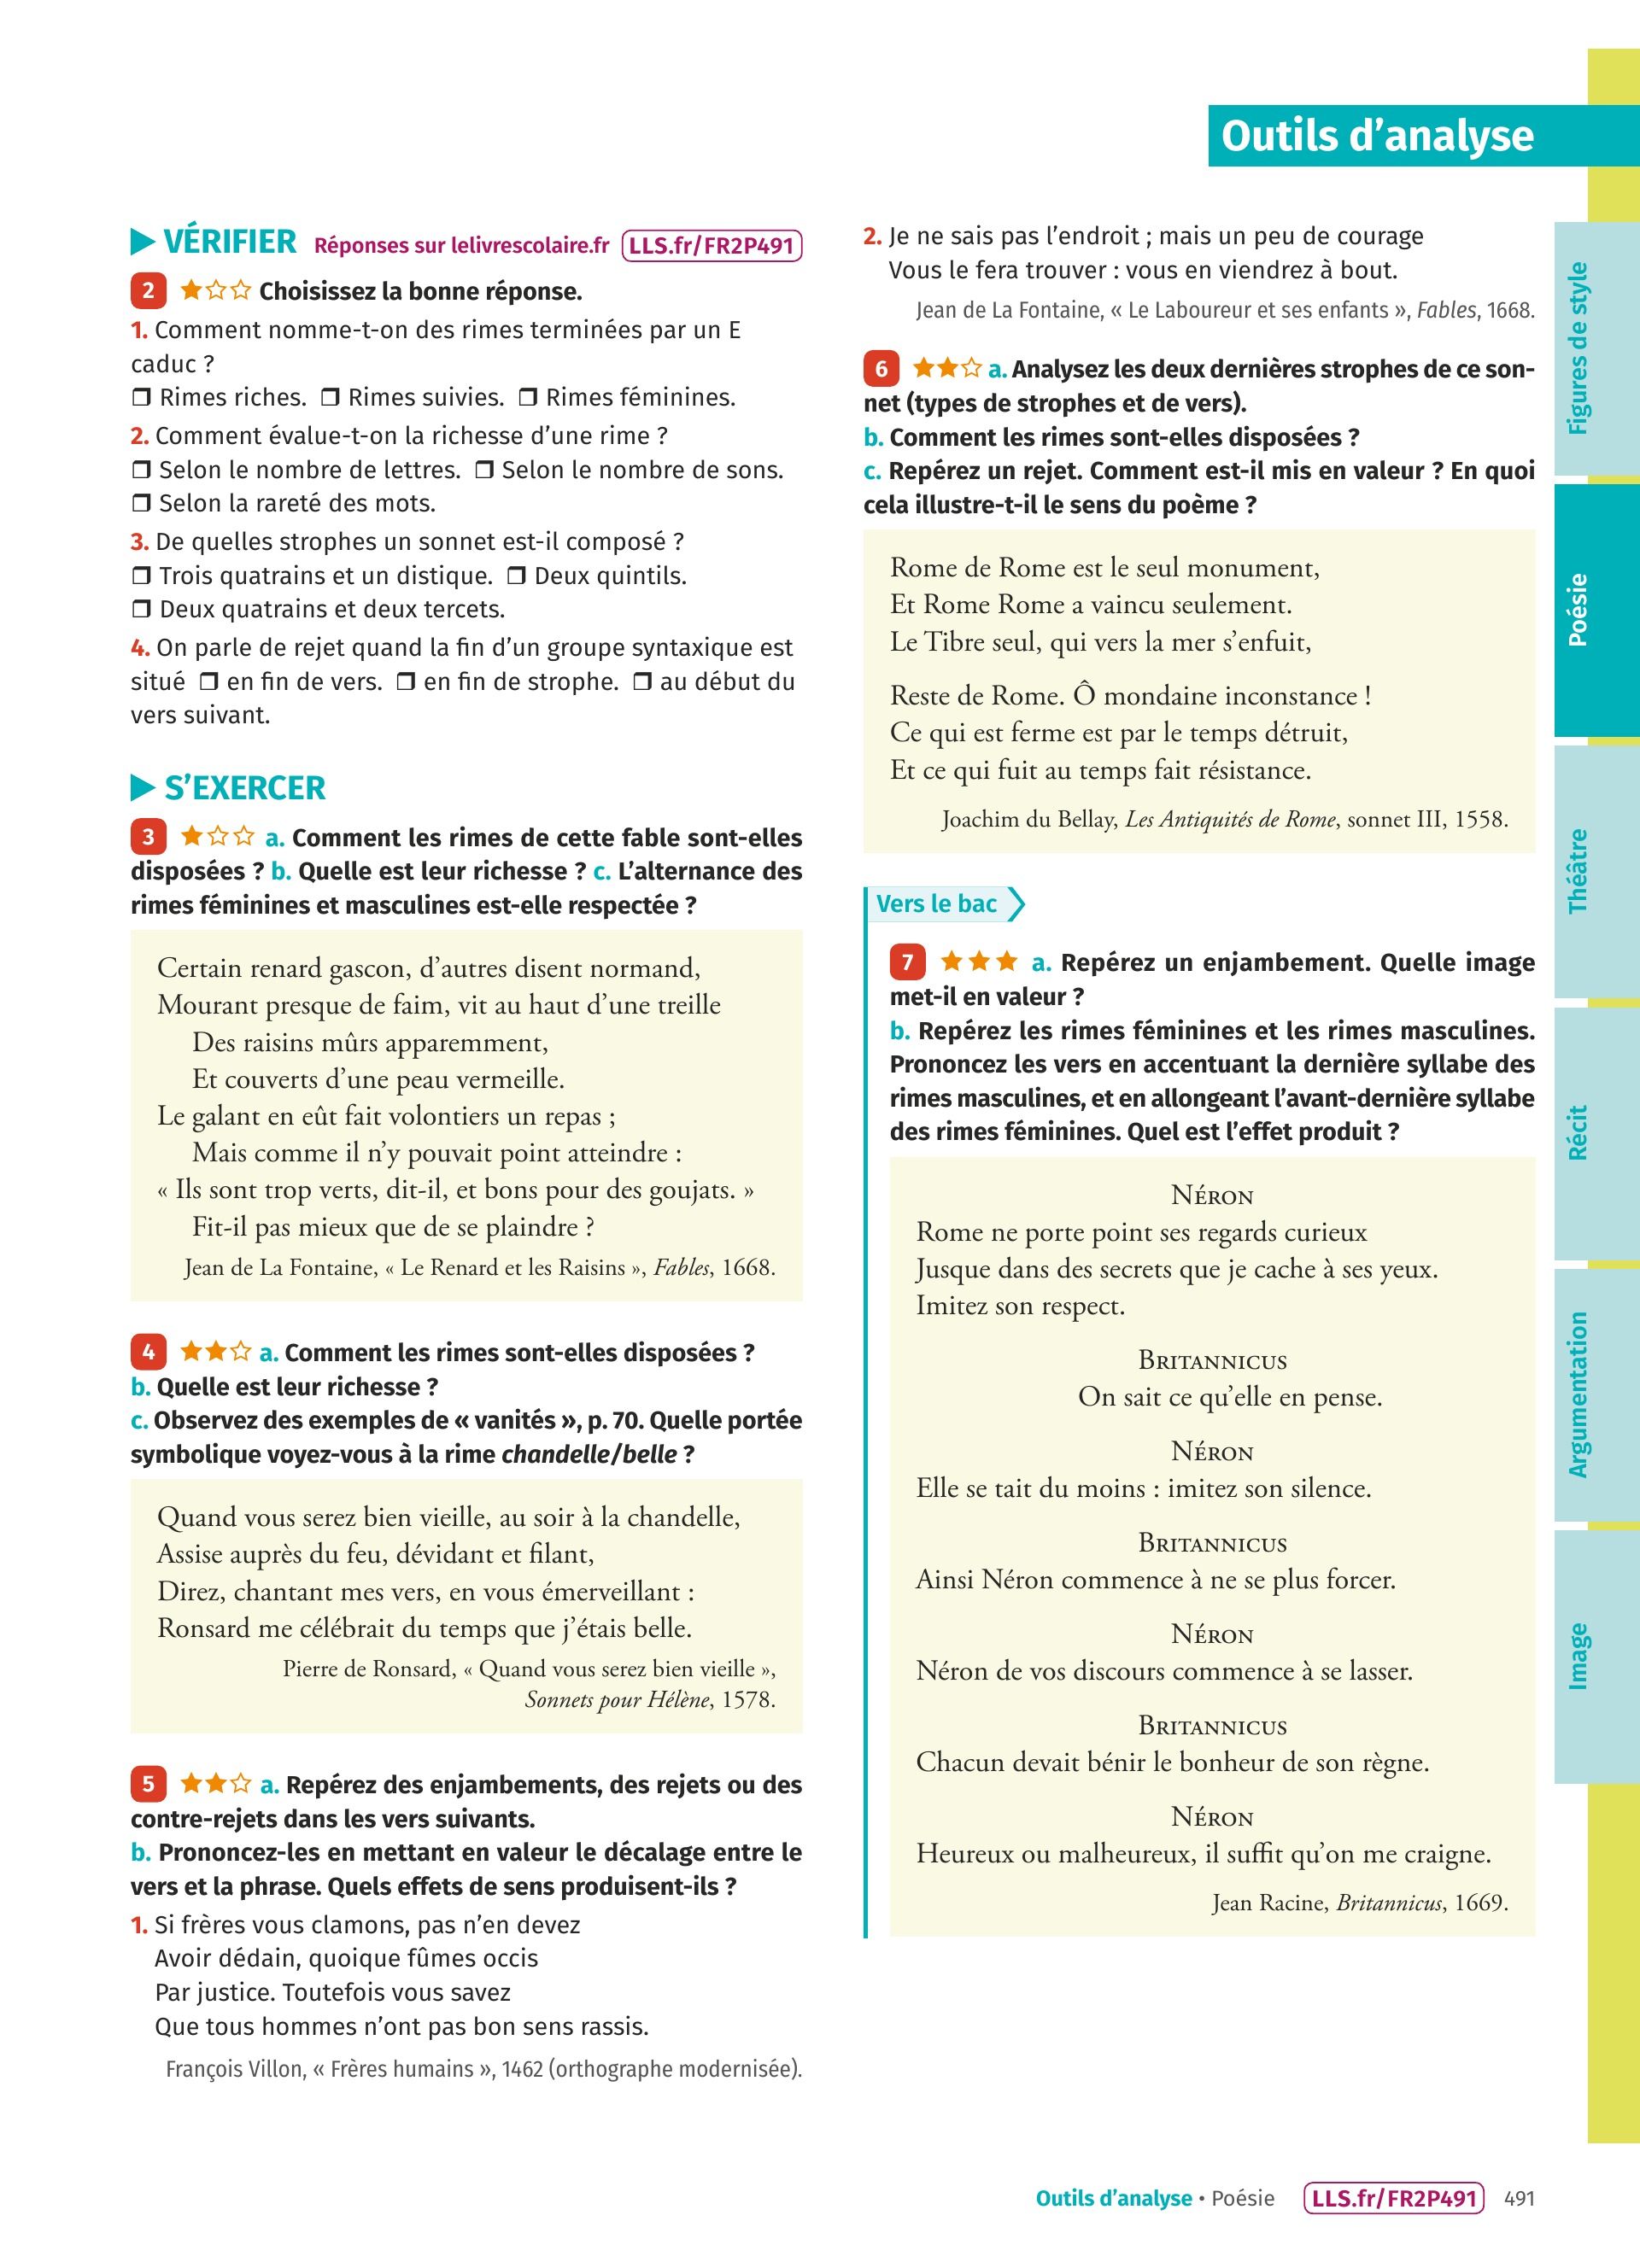 Outils d'analyse
▶ VÉRIFIER Réponses sur lelivrescolaire.fr LLS.fr/FR2P491
2 ★☆☆ Choisissez la bonne réponse.
1. Comment nomme-t-on des rimes terminées par un E
caduc ?
❒ Rimes riches. ❒ Rimes suivies. ❒ Rimes féminines.
2. Comment évalue-t-on la richesse d'une rime ?
❒ Selon le nombre de lettres. ❒ Selon le nombre de sons.
❒ Selon la rareté des mots.
3. De quelles strophes un sonnet est-il composé ?
❒ Trois quatrains et un distique. ❒ Deux quintils.
❒ Deux quatrains et deux tercets.
4. On parle de rejet quand la fin d'un groupe syntaxique est
situé ❒ en fin de vers. ❒ en fin de strophe. ❒ au début du
vers suivant.
▶ S'EXERCER
3 ★☆☆ a. Comment les rimes de cette fable sont-elles
disposées ? b. Quelle est leur richesse ? c. L'alternance des
rimes féminines et masculines est-elle respectée ?
Certain renard gascon, d'autres disent normand,
Mourant presque de faim, vit au haut d'une treille
Des raisins mûrs apparemment,
Et couverts d'une peau vermeille.
Le galant en eût fait volontiers un repas ;
Mais comme il n'y pouvait point atteindre :
« Ils sont trop verts, dit-il, et bons pour des goujats. »
Fit-il pas mieux que de se plaindre ?
Jean de La Fontaine, « Le Renard et les Raisins », Fables, 1668.
4 ★★☆ a. Comment les rimes sont-elles disposées ?
b. Quelle est leur richesse ?
c. Observez des exemples de « vanités », p. 70. Quelle portée
symbolique voyez-vous à la rime chandelle/belle ?
Quand vous serez bien vieille, au soir à la chandelle,
Assise auprès du feu, dévidant et filant,
Direz, chantant mes vers, en vous émerveillant :
Ronsard me célébrait du temps que j'étais belle.
Pierre de Ronsard, « Quand vous serez bien vieille »,
Sonnets pour Hélène, 1578.
5 ★★☆ a. Repérez des enjambements, des rejets ou des
contre-rejets dans les vers suivants.
b. Prononcez-les en mettant en valeur le décalage entre le
vers et la phrase. Quels effets de sens produisent-ils ?
1. Si frères vous clamons, pas n'en devez
Avoir dédain, quoique fûmes occis
Par justice. Toutefois vous savez
Que tous hommes n'ont pas bon sens rassis.
François Villon, « Frères humains », 1462 (orthographe modernisée).
2. Je ne sais pas l'endroit ; mais un peu de courage
Vous le fera trouver : vous en viendrez à bout.
Jean de La Fontaine, « Le Laboureur et ses enfants », Fables, 1668.
6 ★★☆ a. Analysez les deux dernières strophes de ce son-
net (types de strophes et de vers).
b. Comment les rimes sont-elles disposées ?
c. Repérez un rejet. Comment est-il mis en valeur ? En quoi
cela illustre-t-il le sens du poème ?
Rome de Rome est le seul monument,
Et Rome Rome a vaincu seulement.
Le Tibre seul, qui vers la mer s'enfuit,
Reste de Rome. Ô mondaine inconstance !
Ce qui est ferme est par le temps détruit,
Et ce qui fuit au temps fait résistance.
Joachim du Bellay, Les Antiquités de Rome, sonnet III, 1558.
Vers le bac
7 ★★★ a. Repérez un enjambement. Quelle image
met-il en valeur ?
b. Repérez les rimes féminines et les rimes masculines.
Prononcez les vers en accentuant la dernière syllabe des
rimes masculines, et en allongeant l'avant-dernière syllabe
des rimes féminines. Quel est l'effet produit ?
NÉRON
Rome ne porte point ses regards curieux
Jusque dans des secrets que je cache à ses yeux.
Imitez son respect.
BRITANNICUS
On sait ce qu'elle en pense.
NÉRON
Elle se tait du moins : imitez son silence.
BRITANNICUS
Ainsi Néron commence à ne se plus forcer.
NÉRON
Néron de vos discours commence à se lasser.
BRITANNICUS
Chacun devait bénir le bonheur de son règne.
NÉRON
Heureux ou malheureux, il suffit qu'on me craigne.
Jean Racine, Britannicus, 1669.
Figures de style
Poésie
Théâtre
Récit
Argumentation
Image
Outils d'analyse • Poésie LLS.fr/FR2P491 491